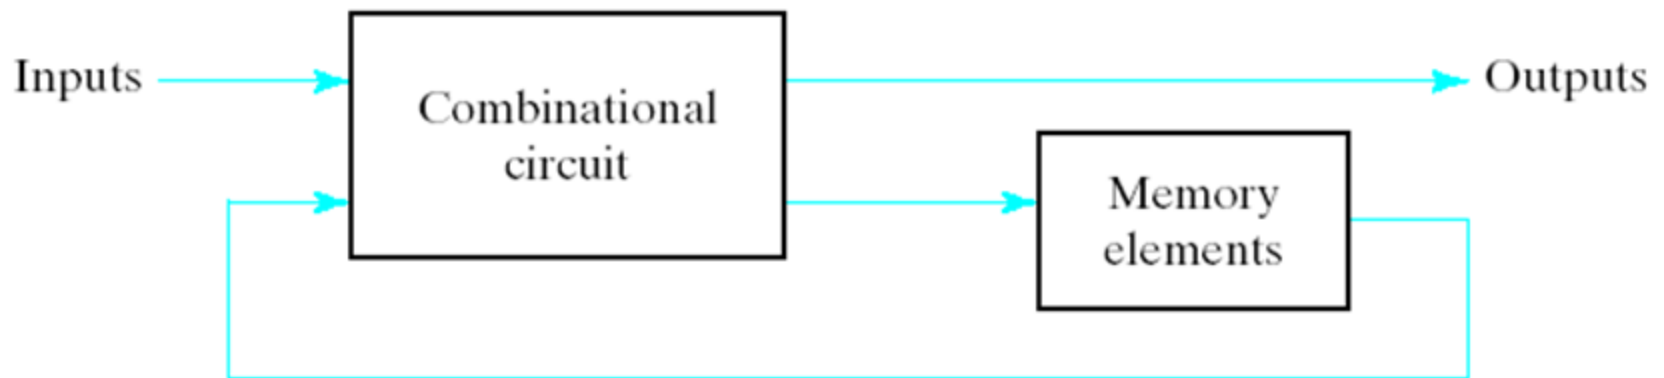 Inputs
Combinational
circuit
Outputs
Memory
elements